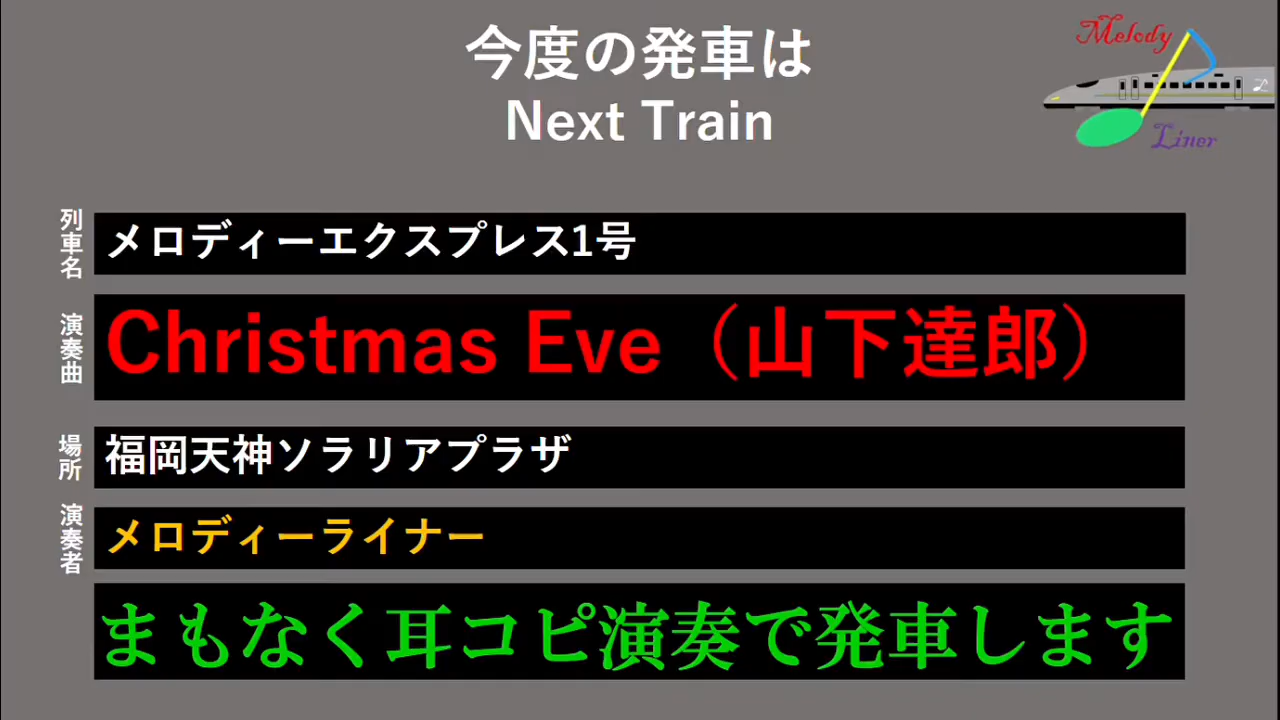 今度の発車は
Next Train
Melody
Liner
列車名
メロディーエクスプレス1号
演奏曲
Christmas Eve（山下達郎）
場所
福岡天神ソラリアプラザ
演奏者
メロディーライナー
まもなく耳コピ演奏で発車します